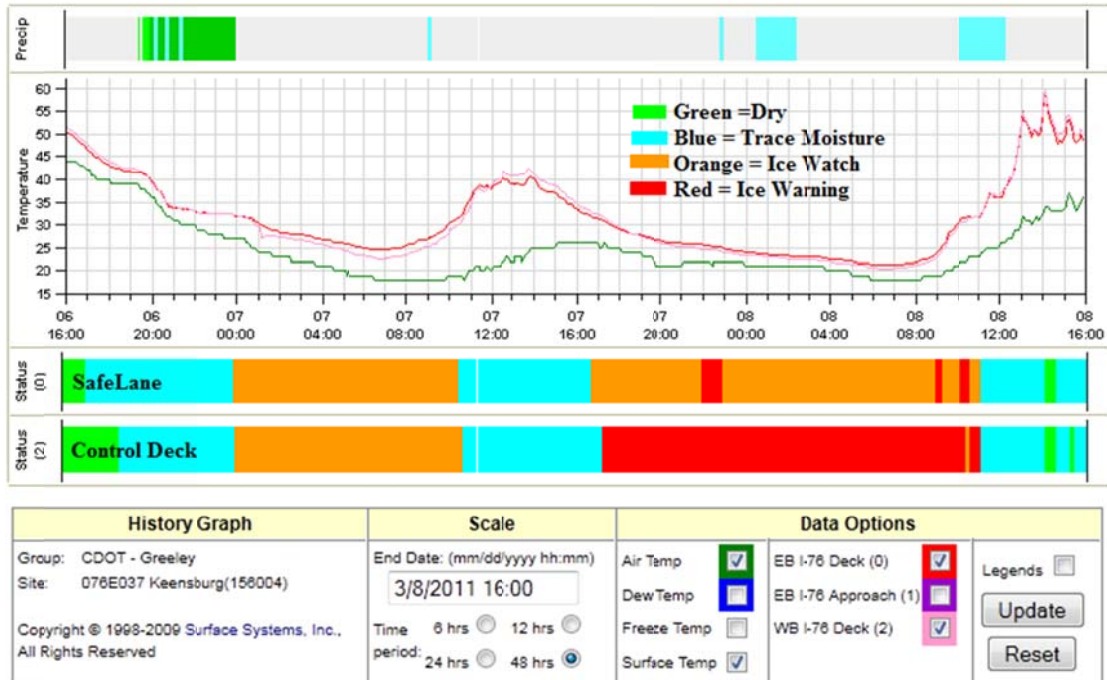 Precip
Temperature
60
55
50
45
40
35
30
25
20
15
Green =Dry
Blue = Trace Moisture
Orange = Ice Watch
Red = Ice Warning
06 06 07 07 07 07 07 07 08 08 08 08 08
16:00 20:00 00:00 04:00 08:00 12:00 16:00 20:00 00:00 04:00 08:00 12:00 16:00
Status (0)
SafeLane
Status (2)
Control Deck
History Graph
Group: CDOT - Greeley
Site: 076E037 Keensburg(156004)
Copyright © 1998-2009 Surface Systems, Inc.,
All Rights Reserved
Scale
End Date: (mm/dd/yyyy hh:mm)
3/8/2011 16:00
Time period:
6 hrs 12 hrs
24 hrs 48 hrs
Data Options
Air Temp
Dew Temp
Freeze Temp
Surface Temp
EB I-76 Deck (0)
EB I-76 Approach (1)
WB I-76 Deck (2)
Legends
Update
Reset